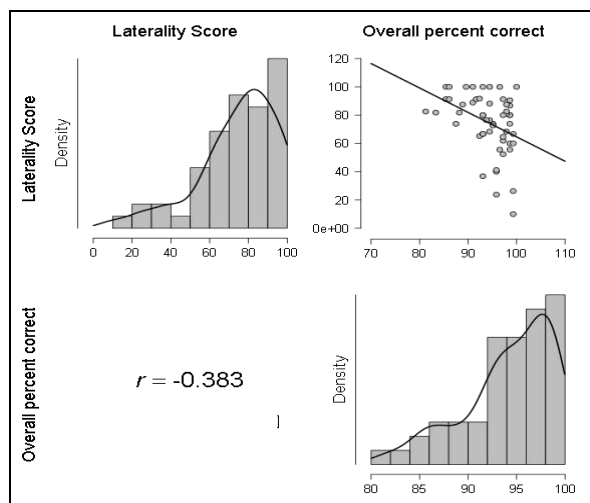 Laterality Score
Overall percent correct
Laterality Score
Density
0 20 40 60 80 100
120
100
80
60
40
20
0e+00
70 80 90 100 110
Overall percent correct
r = -0.383
]
Density
80 85 90 95 100